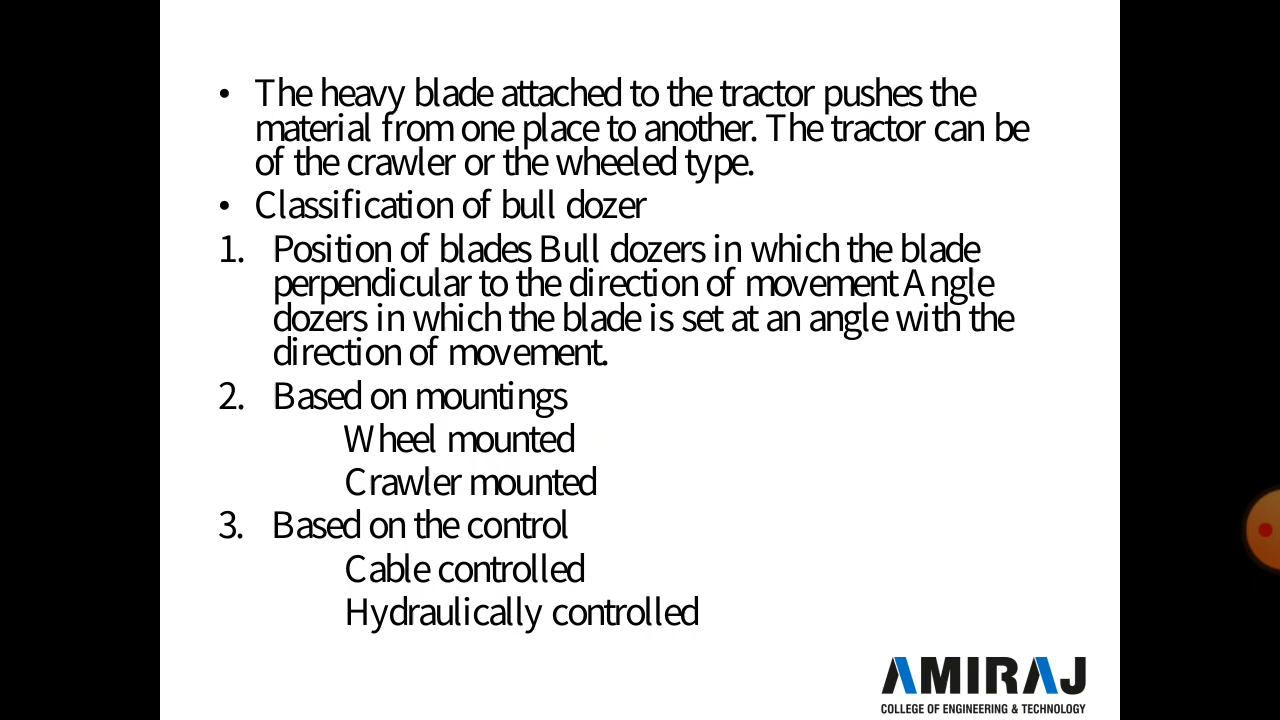 • The heavy blade attached to the tractor pushes the
material from one place to another. The tractor can be
of the crawler or the wheeled type.
• Classification of bull dozer
1. Position of blades Bull dozers in which the blade
perpendicular to the direction of movement Angle
dozers in which the blade is set at an angle with the
direction of movement.
2. Based on mountings
Wheel mounted
Crawler mounted
3. Based on the control
Cable controlled
Hydraulically controlled
AMIRAJ
COLLEGE OF ENGINEERING & TECHNOLOGY